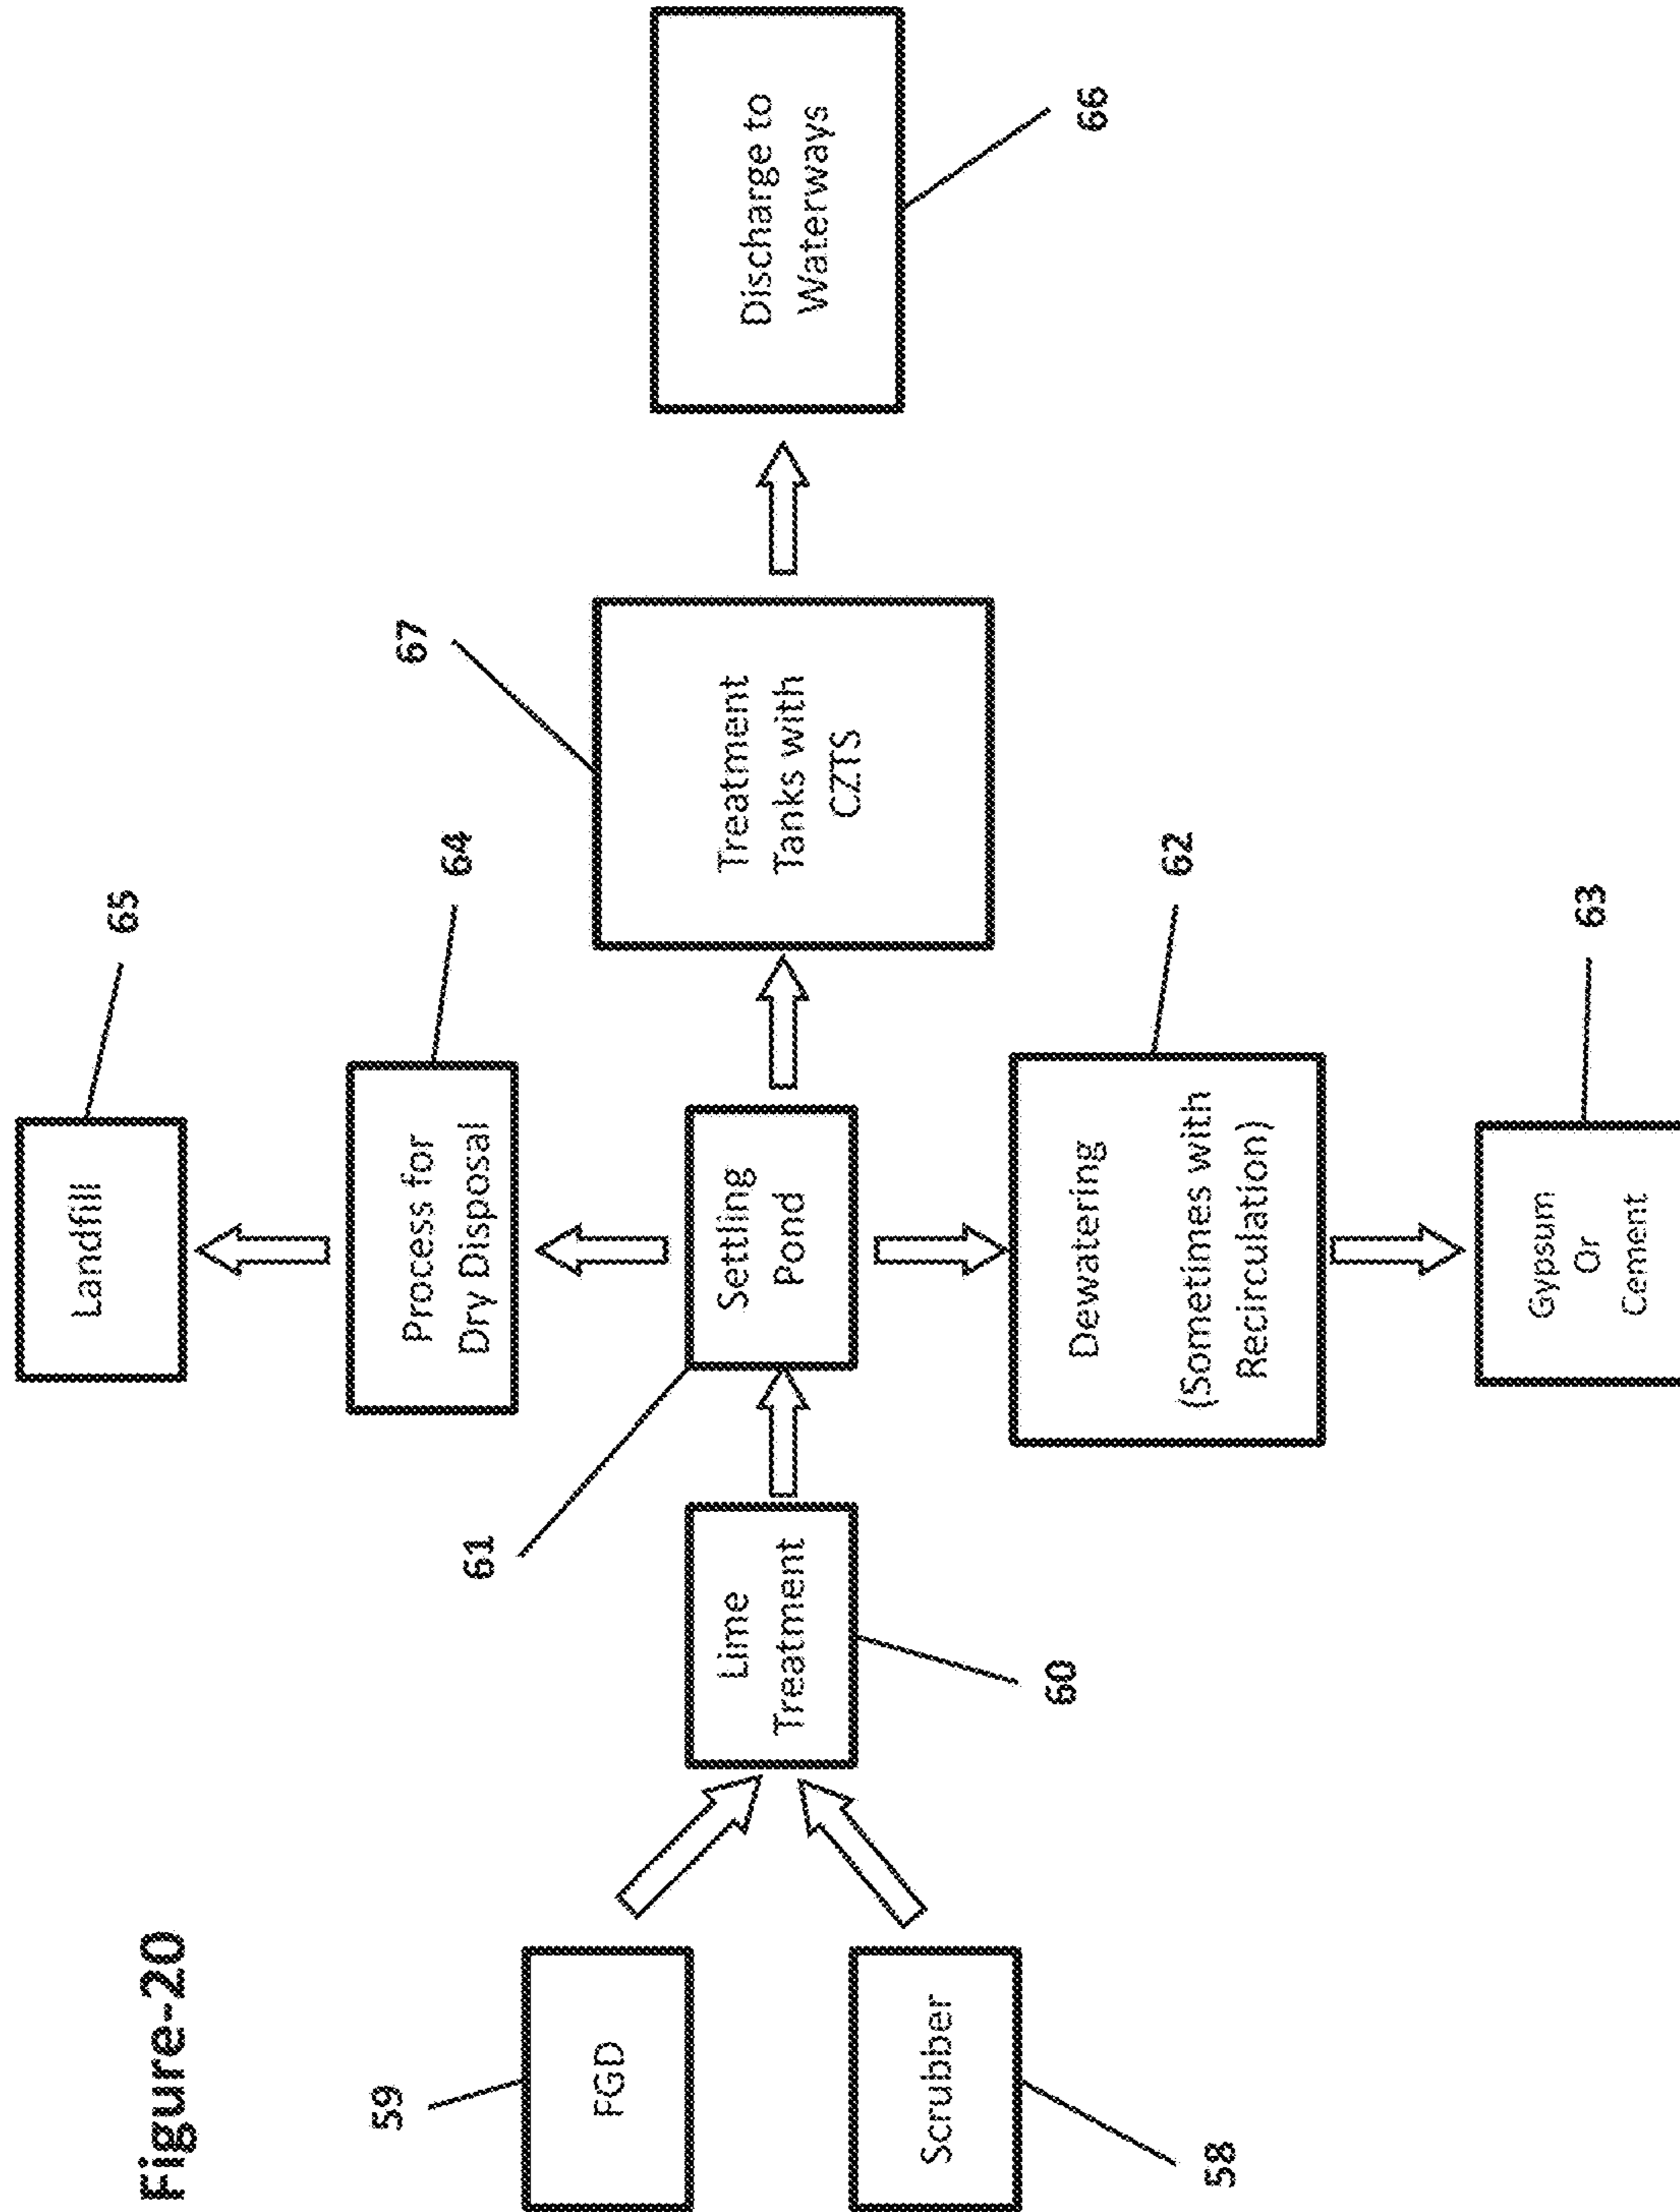 Figure-20
59
FGD
Scrubber
58
Lime
Treatment
60
61
Settling
Pond
65
Landfill
64
Process for
Dry Disposal
Dewatering
(Sometimes with
Recirculation)
62
Gypsum
Or
Cement
63
67
Treatment
Tanks with
CZTS
Discharge to
Waterways
66